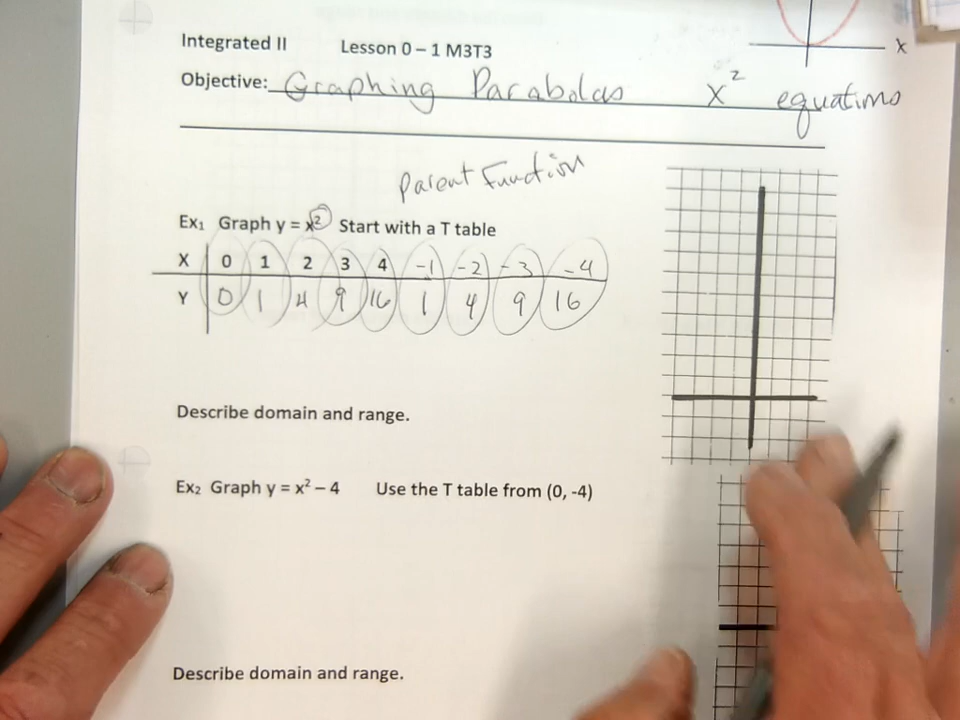 x
Integrated II Lesson 0 – 1 M3T3
Objective: Graphing Parabolas x² equations
Parent Function
Ex1 Graph y = x² Start with a T table
X 0 1 2 3 4 -1 -2 -3 -4
Y 0 1 4 9 16 1 4 9 16
Describe domain and range.
Ex2 Graph y = x² – 4 Use the T table from (0, -4)
Describe domain and range.